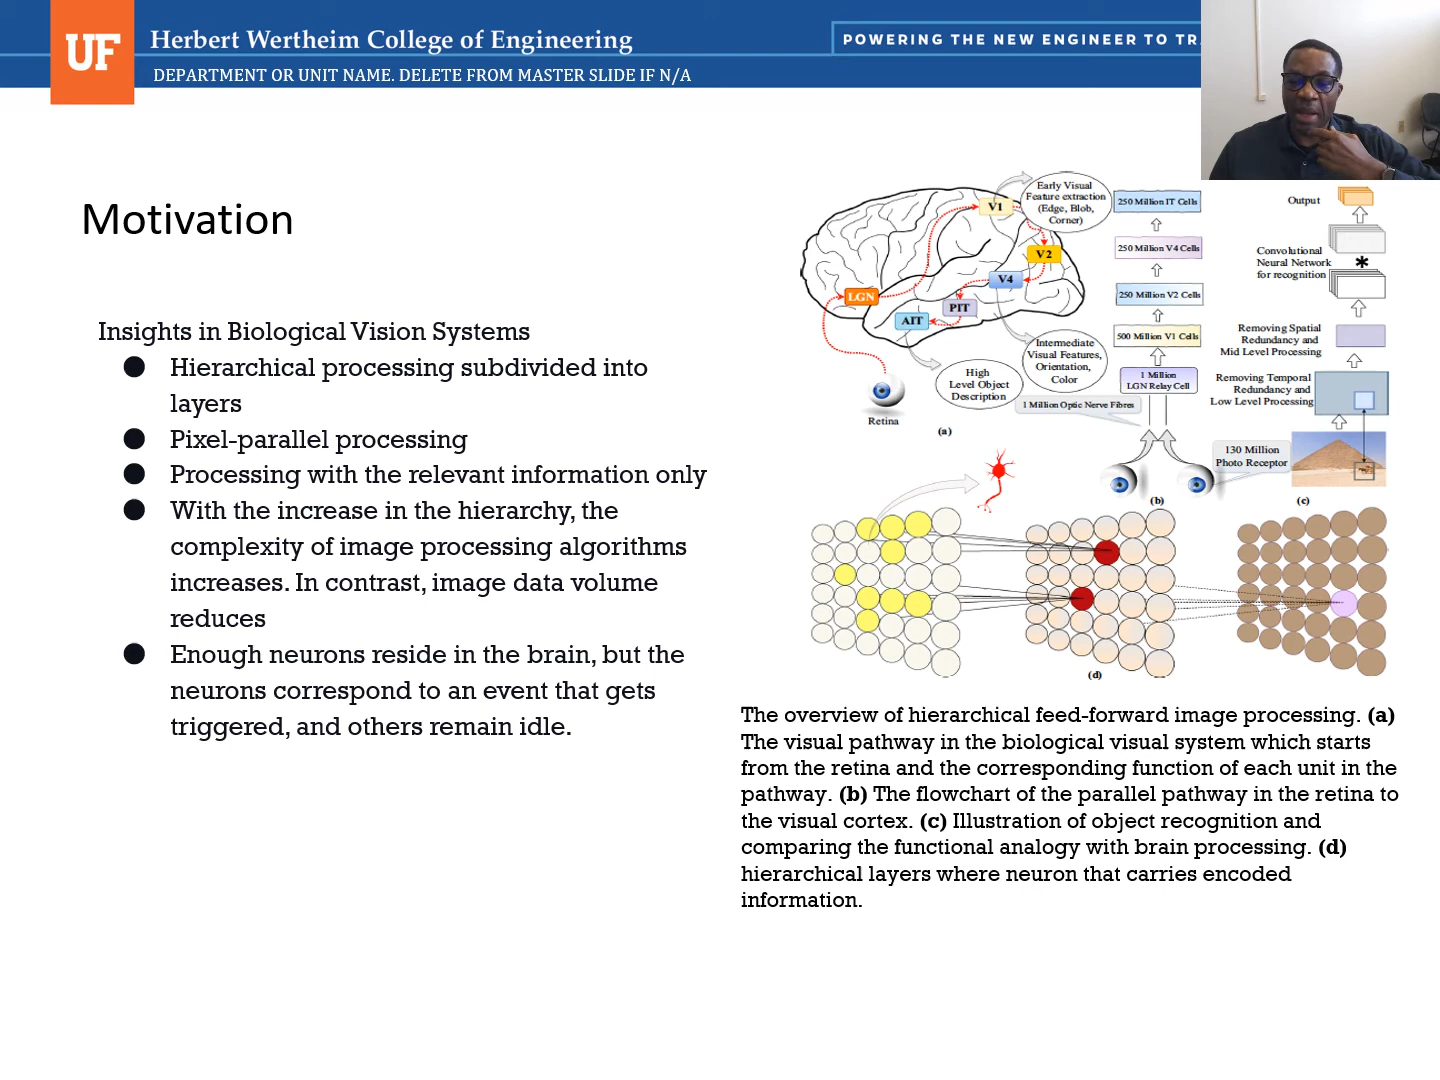 UF
Herbert Wertheim College of Engineering
POWERING THE NEW ENGINEER TO TR
DEPARTMENT OR UNIT NAME. DELETE FROM MASTER SLIDE IF N/A
Motivation
Insights in Biological Vision Systems
● Hierarchical processing subdivided into
layers
● Pixel-parallel processing
● Processing with the relevant information only
● With the increase in the hierarchy, the
complexity of image processing algorithms
increases. In contrast, image data volume
reduces
● Enough neurons reside in the brain, but the
neurons correspond to an event that gets
triggered, and others remain idle.
V1
Early Visual
Feature extraction
(Edge, Blob,
Corner)
V2
V4
LGN
PIT
AIT
Intermediate
Visual Features,
Orientation,
Color
High
Level Object
Description
Retina
(a)
250 Million IT Cells
250 Million V4 Cells
250 Million V2 Cells
500 Million V1 Cells
1 Million
LGN Relay Cell
1 Million Optic Nerve Fibres
130 Million
Photo Receptor
(b)
Output
Convolutional
Neural Network
for recognition
*
Removing Spatial
Redundancy and
Mid Level Processing
Removing Temporal
Redundancy and
Low Level Processing
(c)
(d)
The overview of hierarchical feed-forward image processing. (a)
The visual pathway in the biological visual system which starts
from the retina and the corresponding function of each unit in the
pathway. (b) The flowchart of the parallel pathway in the retina to
the visual cortex. (c) Illustration of object recognition and
comparing the functional analogy with brain processing. (d)
hierarchical layers where neuron that carries encoded
information.